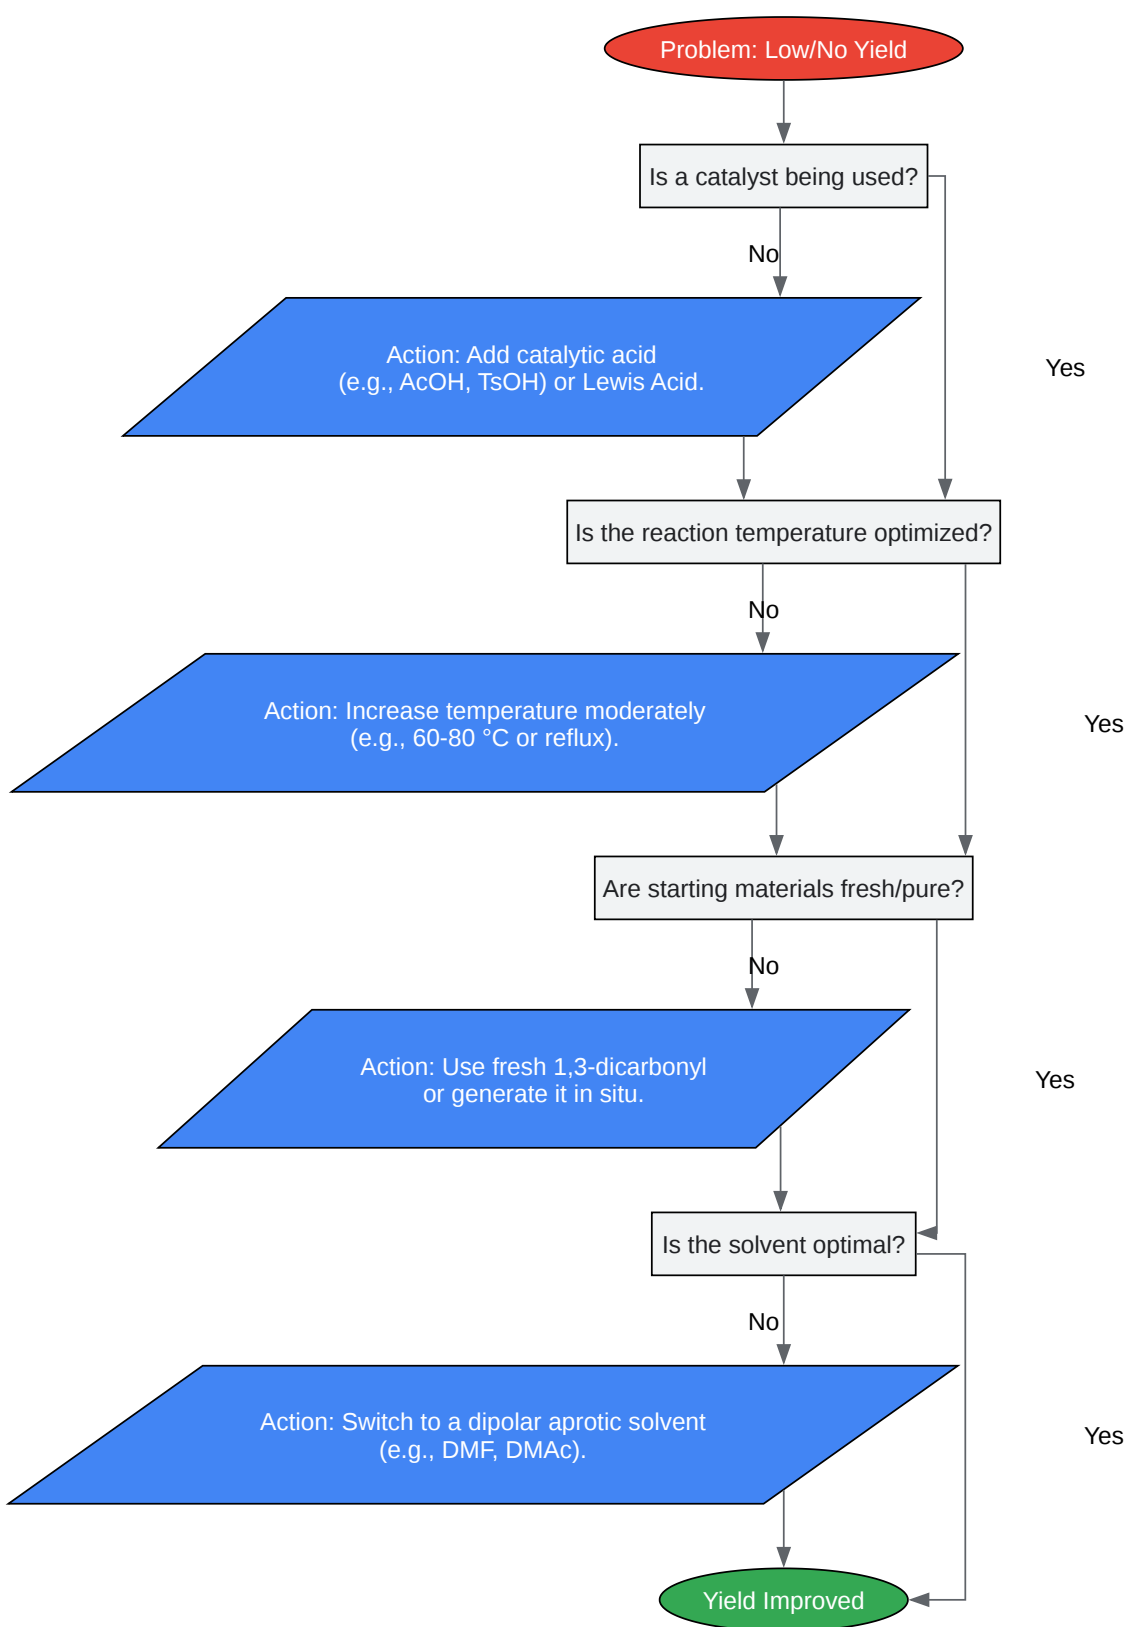 Problem: Low/No Yield
Is a catalyst being used?
No
Action: Add catalytic acid
(e.g., AcOH, TsOH) or Lewis Acid.
Yes
Is the reaction temperature optimized?
No
Action: Increase temperature moderately
(e.g., 60-80 °C or reflux).
Yes
Are starting materials fresh/pure?
No
Action: Use fresh 1,3-dicarbonyl
or generate it in situ.
Yes
Is the solvent optimal?
No
Action: Switch to a dipolar aprotic solvent
(e.g., DMF, DMAc).
Yes
Yield Improved